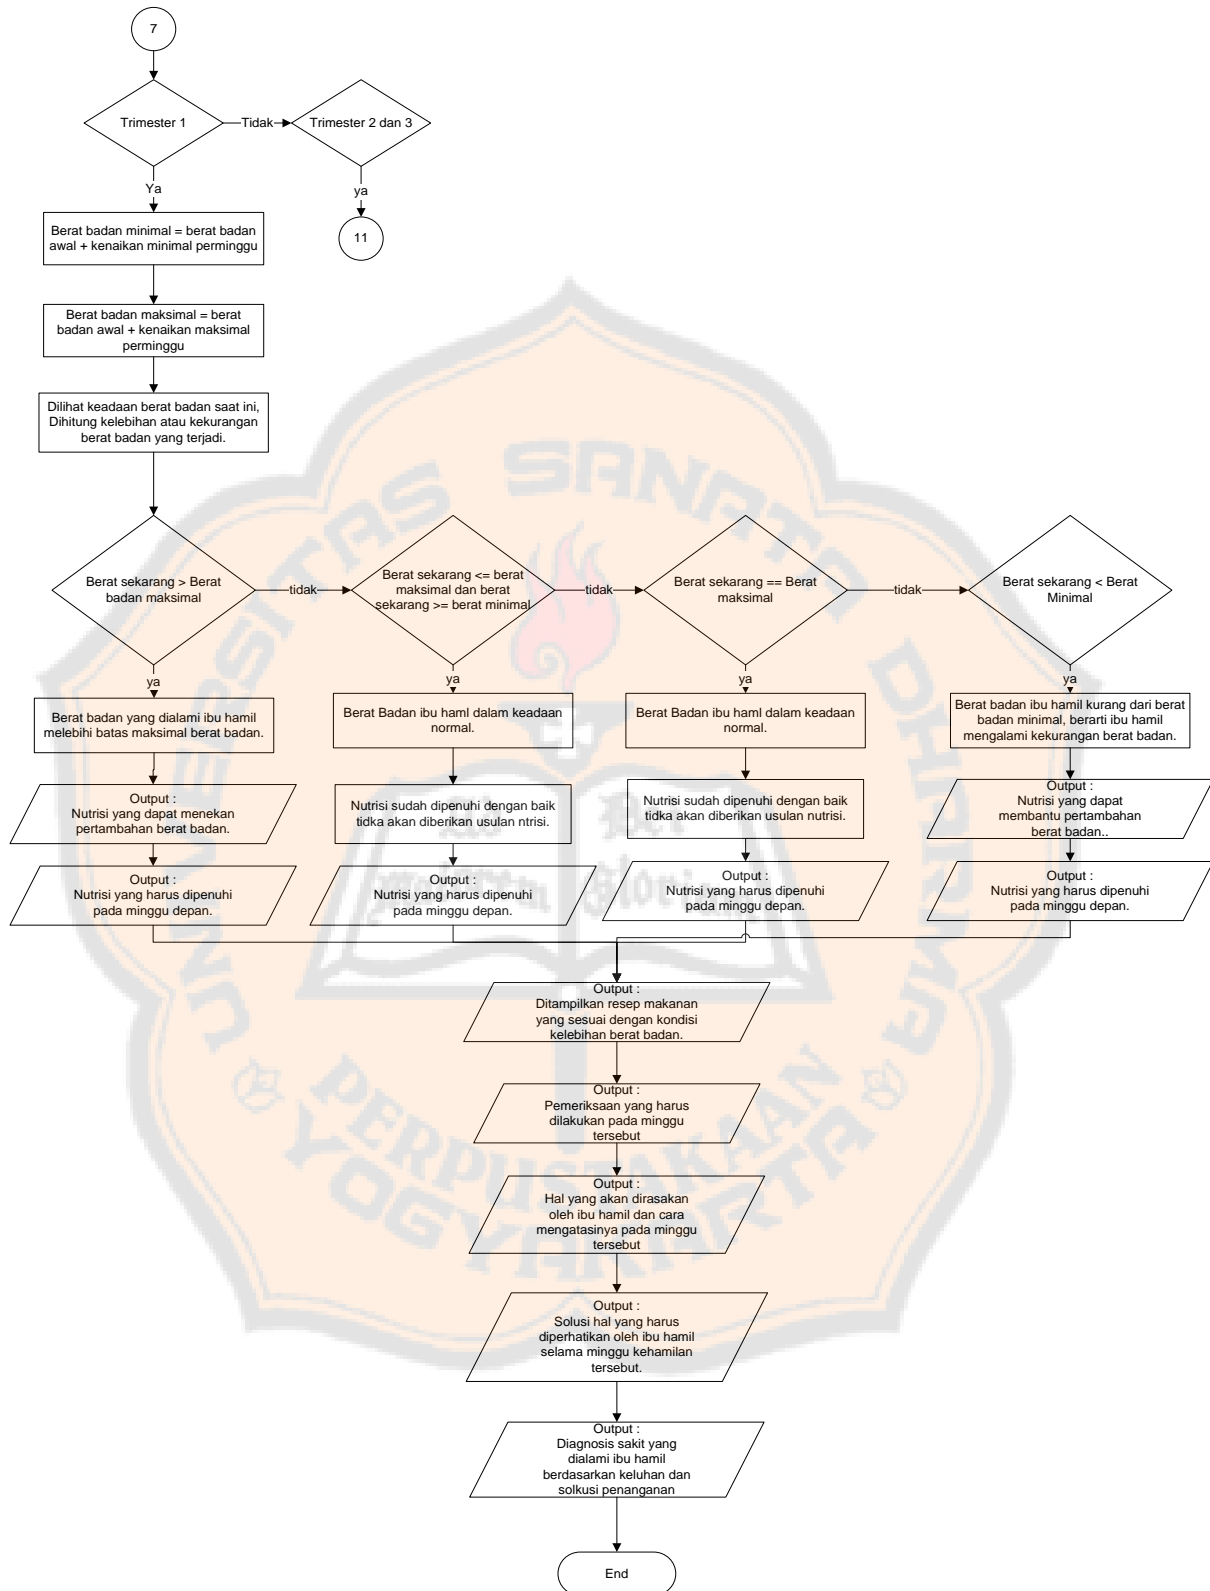 7
Trimester 1
Tidak
Trimester 2 dan 3
Ya
ya
11
Berat badan minimal = berat badan
awal + kenaikan minimal perminggu
Berat badan maksimal = berat
badan awal + kenaikan maksimal
perminggu
Dilihat keadaan berat badan saat ini,
Dihitung kelebihan atau kekurangan
berat badan yang terjadi.
Berat sekarang > Berat
badan maksimal
tidak
Berat sekarang <= berat
maksimal dan berat
sekarang >= berat minimal
tidak
Berat sekarang == Berat
maksimal
tidak
Berat sekarang < Berat
Minimal
ya
ya
ya
ya
Berat badan yang dialami ibu hamil
melebihi batas maksimal berat badan.
Berat Badan ibu haml dalam keadaan
normal.
Berat Badan ibu haml dalam keadaan
normal.
Berat badan ibu hamil kurang dari berat
badan minimal, berarti ibu hamil
mengalami kekurangan berat badan.
Output :
Nutrisi yang dapat menekan
pertambahan berat badan.
Nutrisi sudah dipenuhi dengan baik
tidka akan diberikan usulan ntrisi.
Nutrisi sudah dipenuhi dengan baik
tidka akan diberikan usulan nutrisi.
Output :
Nutrisi yang dapat
membantu pertambahan
berat badan..
Output :
Nutrisi yang harus dipenuhi
pada minggu depan.
Output :
Nutrisi yang harus dipenuhi
pada minggu depan.
Output :
Nutrisi yang harus dipenuhi
pada minggu depan.
Output :
Nutrisi yang harus dipenuhi
pada minggu depan.
Output :
Ditampilkan resep makanan
yang sesuai dengan kondisi
kelebihan berat badan.
Output :
Pemeriksaan yang harus
dilakukan pada minggu
tersebut
Output :
Hal yang akan dirasakan
oleh ibu hamil dan cara
mengatasinya pada minggu
tersebut
Output :
Solusi hal yang harus
diperhatikan oleh ibu hamil
selama minggu kehamilan
tersebut.
Output :
Diagnosis sakit yang
dialami ibu hamil
berdasarkan keluhan dan
solkusi penanganan
End
UNIVERSITAS SANATA DHARMA
Ad Dei
maiorem Gloriam
PERPUSTAKAAN
YOGYAKARTA